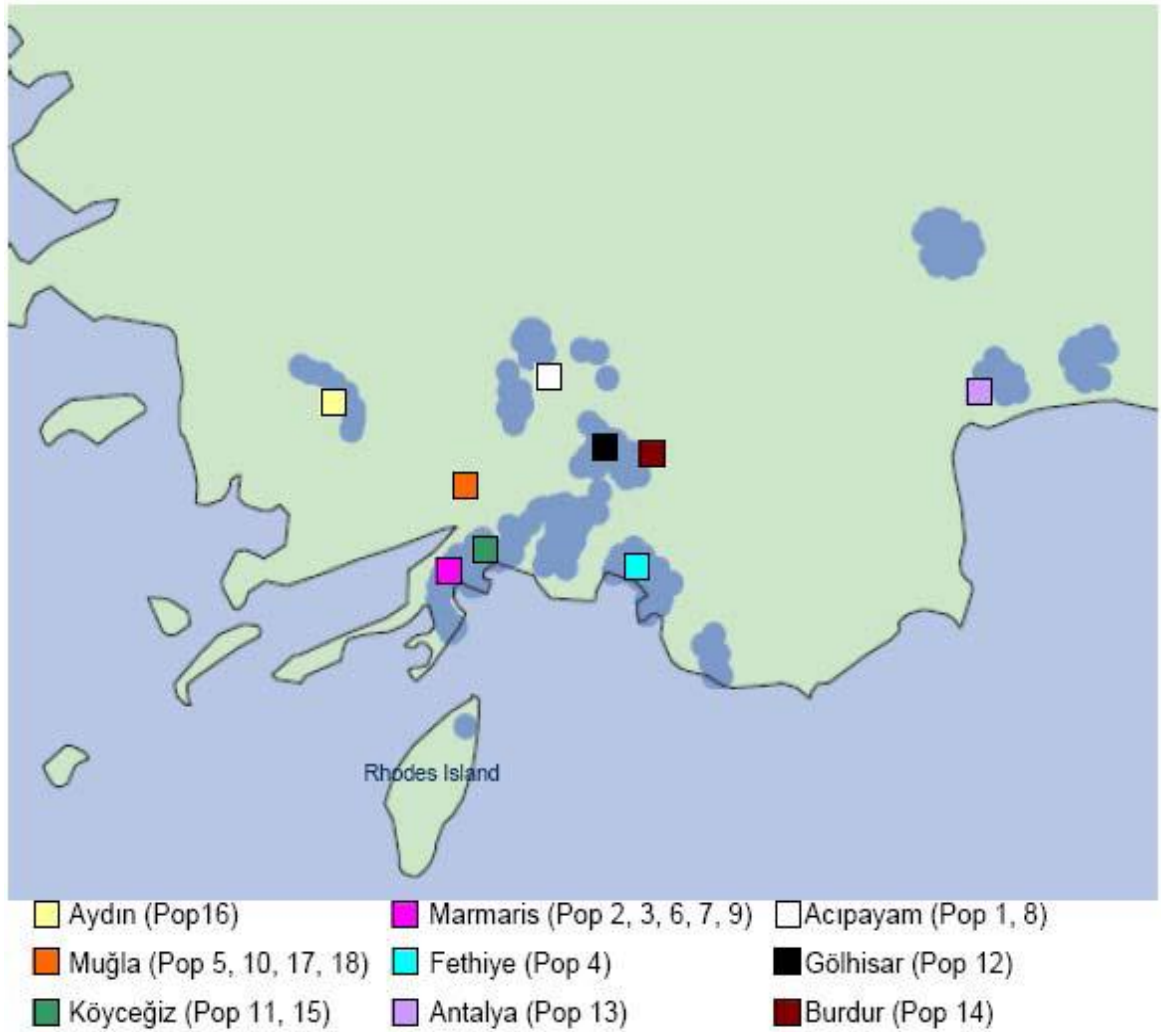 Rhodes Island
Aydın (Pop16) Marmaris (Pop 2, 3, 6, 7, 9) Acıpayam (Pop 1, 8)
Muğla (Pop 5, 10, 17, 18) Fethiye (Pop 4) Gölhisar (Pop 12)
Köyceğiz (Pop 11, 15) Antalya (Pop 13) Burdur (Pop 14)